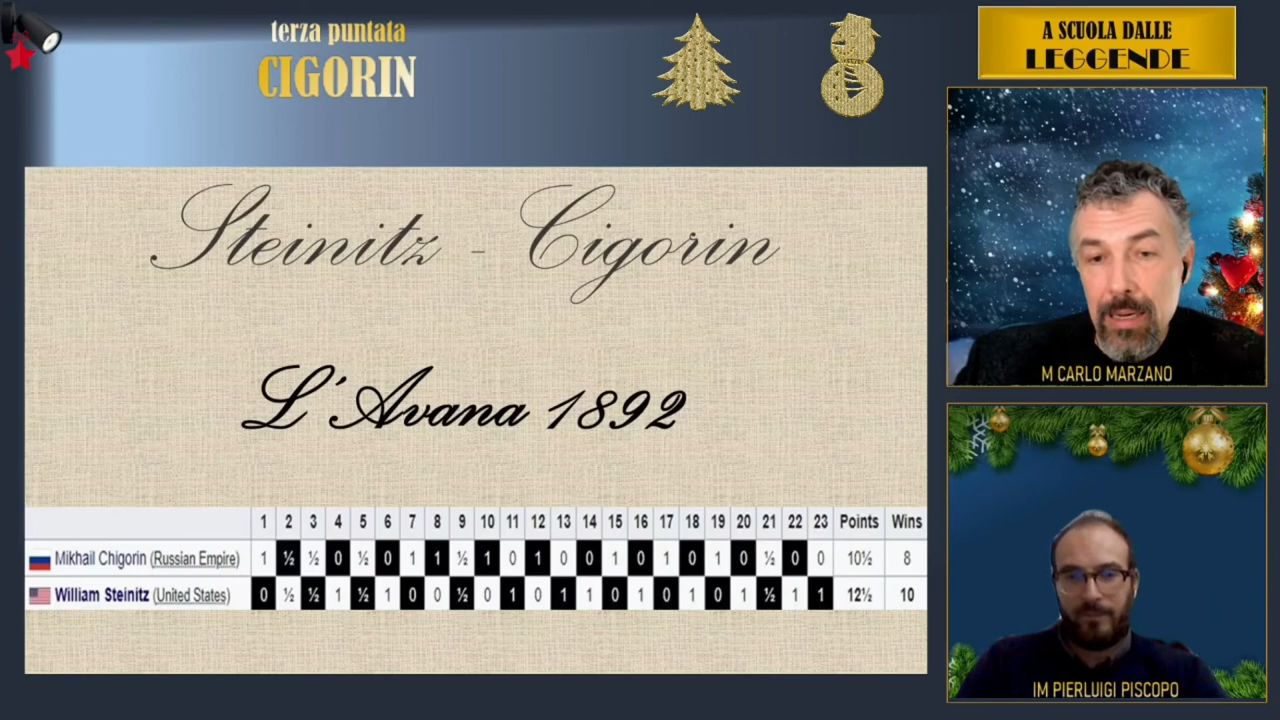 terza puntata
CIGORIN
A SCUOLA DALLE
LEGGENDE
Steinitz - Cigorin
L'Avana 1892
1 2 3 4 5 6 7 8 9 10 11 12 13 14 15 16 17 18 19 20 21 22 23 Points Wins
Mikhail Chigorin (Russian Empire) 1 ½ ½ 0 ½ 0 1 1 ½ 1 0 1 0 0 1 0 1 0 1 0 ½ 0 0 10½ 8
William Steinitz (United States) 0 ½ ½ 1 ½ 1 0 0 ½ 0 1 0 1 1 0 1 0 1 0 1 ½ 1 1 12½ 10
M CARLO MARZANO
IM PIERLUIGI PISCOPO